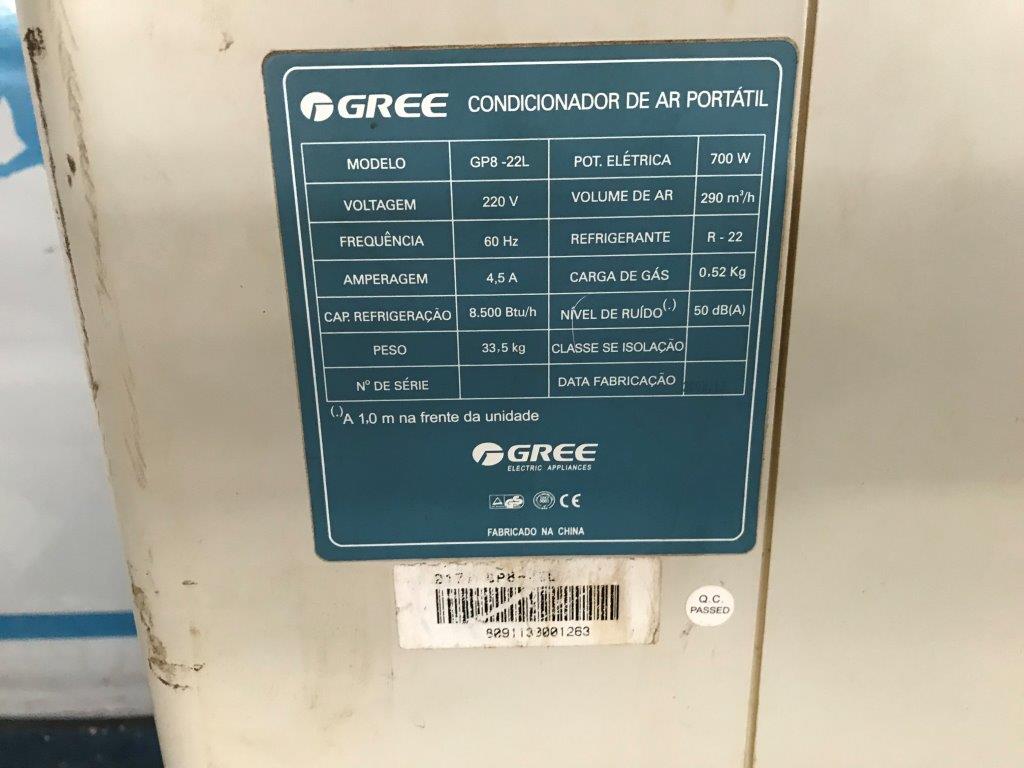 GREE CONDICIONADOR DE AR PORTÁTIL
MODELO GP8 -22L POT. ELÉTRICA 700 W
VOLTAGEM 220 V VOLUME DE AR 290 m³/h
FREQUÊNCIA 60 Hz REFRIGERANTE R - 22
AMPERAGEM 4,5 A CARGA DE GÁS 0.52 Kg
CAP. REFRIGERAÇÃO 8.500 Btu/h NÍVEL DE RUÍDO(.) 50 dB(A)
PESO 33,5 kg CLASSE SE ISOLAÇÃO
Nº DE SÉRIE DATA FABRICAÇÃO
(.)A 1,0 m na frente da unidade
GREE
ELECTRIC APPLIANCES
CE
FABRICADO NA CHINA
8091133001263
Q.C.
PASSED